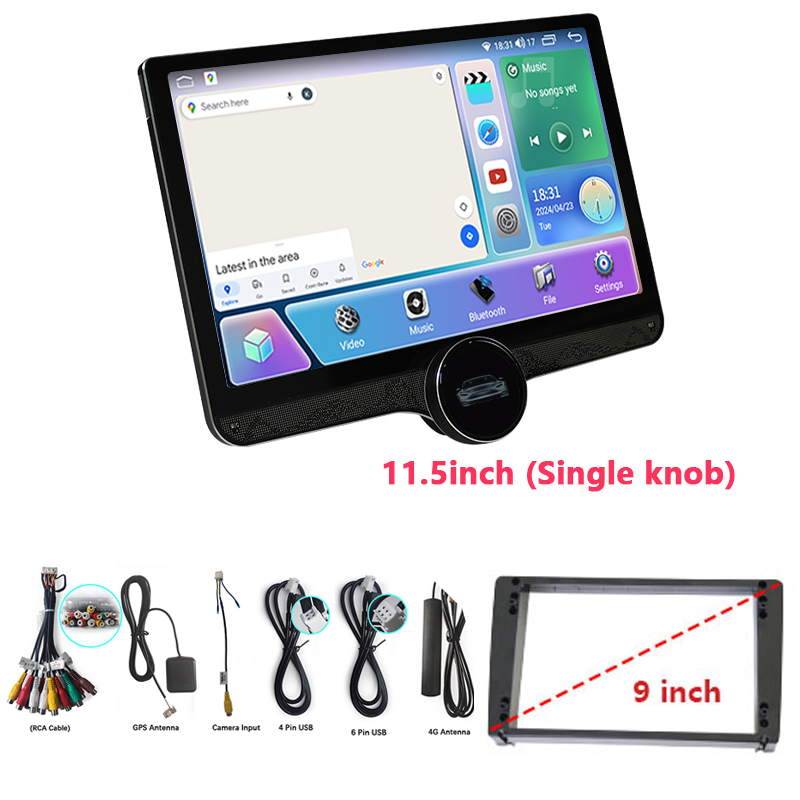 18:31 17
Search here
K
Music
No songs yet
18:31
2024/04/23
Tue
Latest in the area
Google
Explore
Go
Saved
Contribute
Updates
Video
Music
Bluetooth
File
Settings
11.5inch (Single knob)
9 inch
(RCA Cable)
GPS Antenna
Camera Input
4 Pin USB
6 Pin USB
4G Antenna